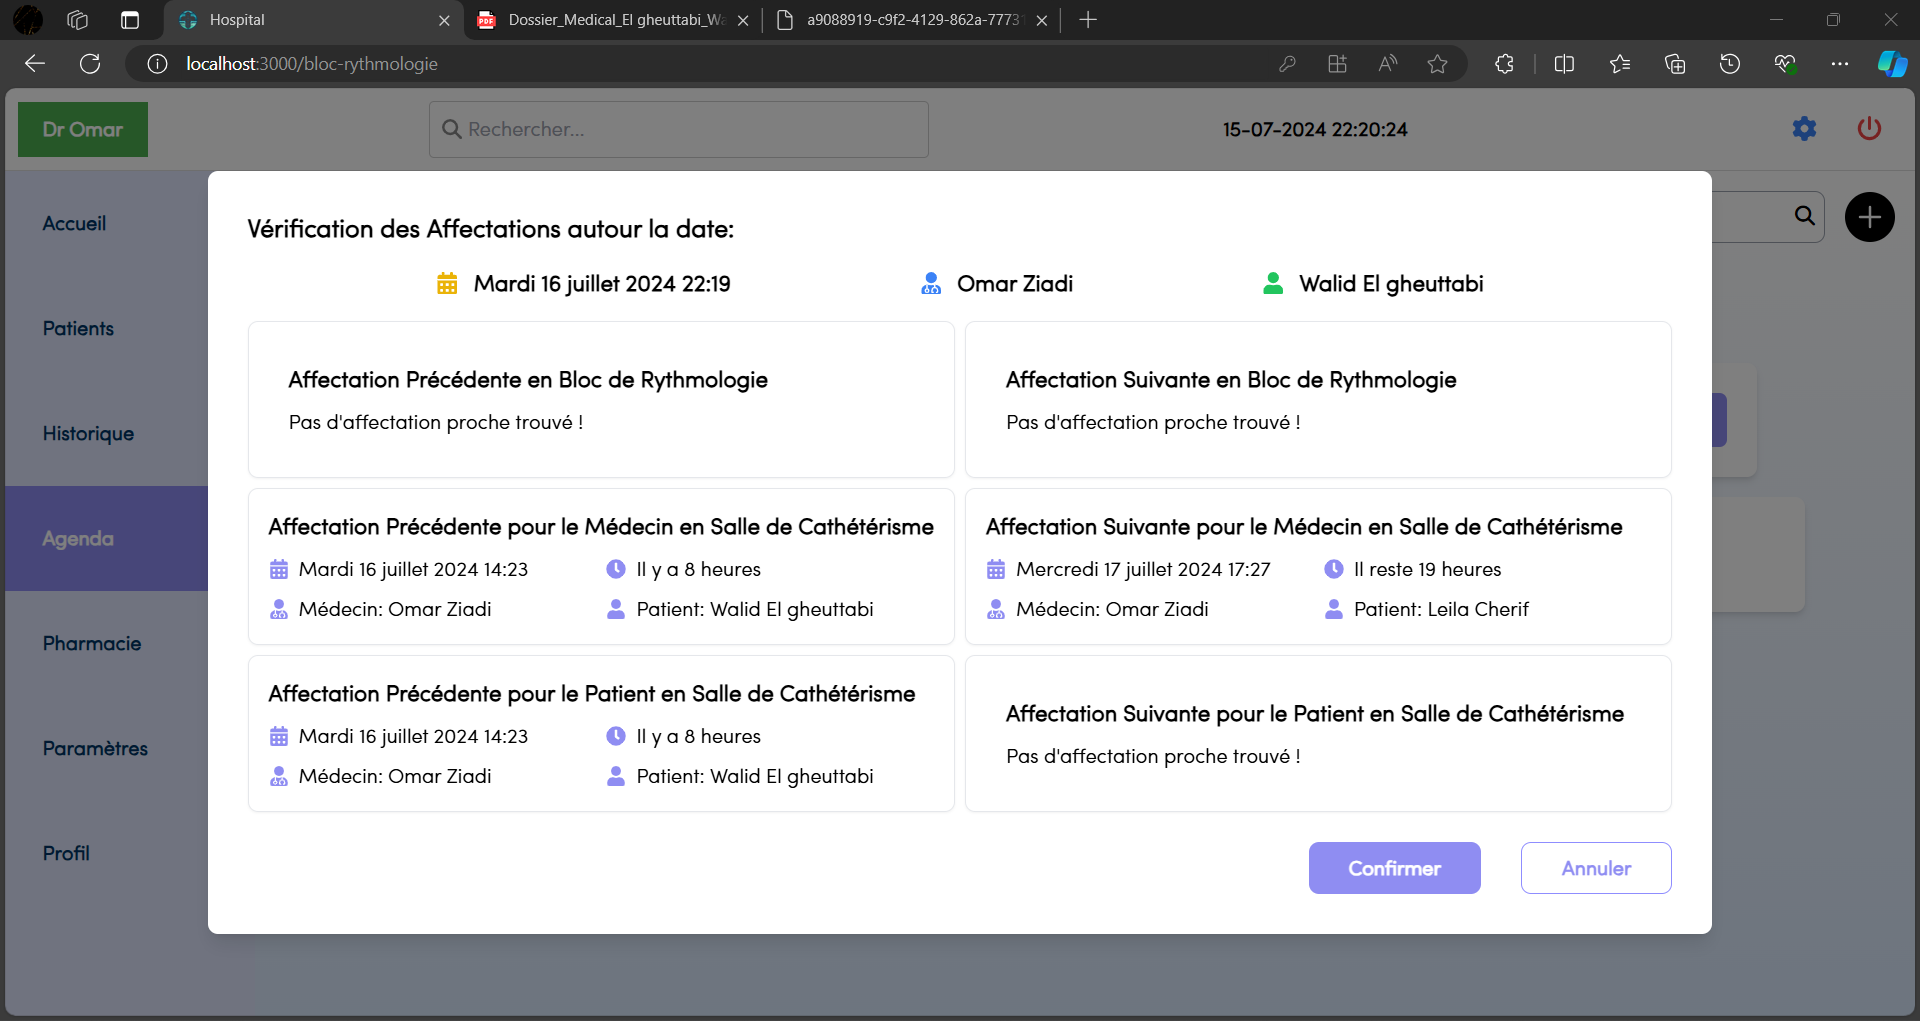 Hospital
Dossier_Medical_El gheuttabi_Wa
a9088919-c9f2-4129-862a-77731
localhost:3000/bloc-rythmologie
Dr Omar
Rechercher...
15-07-2024 22:20:24
Accueil
Patients
Historique
Agenda
Pharmacie
Paramètres
Profil
Vérification des Affectations autour la date:
Mardi 16 juillet 2024 22:19
Omar Ziadi
Walid El gheuttabi
Affectation Précédente en Bloc de Rythmologie
Pas d'affectation proche trouvé !
Affectation Suivante en Bloc de Rythmologie
Pas d'affectation proche trouvé !
Affectation Précédente pour le Médecin en Salle de Cathétérisme
Mardi 16 juillet 2024 14:23
Il y a 8 heures
Médecin: Omar Ziadi
Patient: Walid El gheuttabi
Affectation Suivante pour le Médecin en Salle de Cathétérisme
Mercredi 17 juillet 2024 17:27
Il reste 19 heures
Médecin: Omar Ziadi
Patient: Leila Cherif
Affectation Précédente pour le Patient en Salle de Cathétérisme
Mardi 16 juillet 2024 14:23
Il y a 8 heures
Médecin: Omar Ziadi
Patient: Walid El gheuttabi
Affectation Suivante pour le Patient en Salle de Cathétérisme
Pas d'affectation proche trouvé !
Confirmer
Annuler